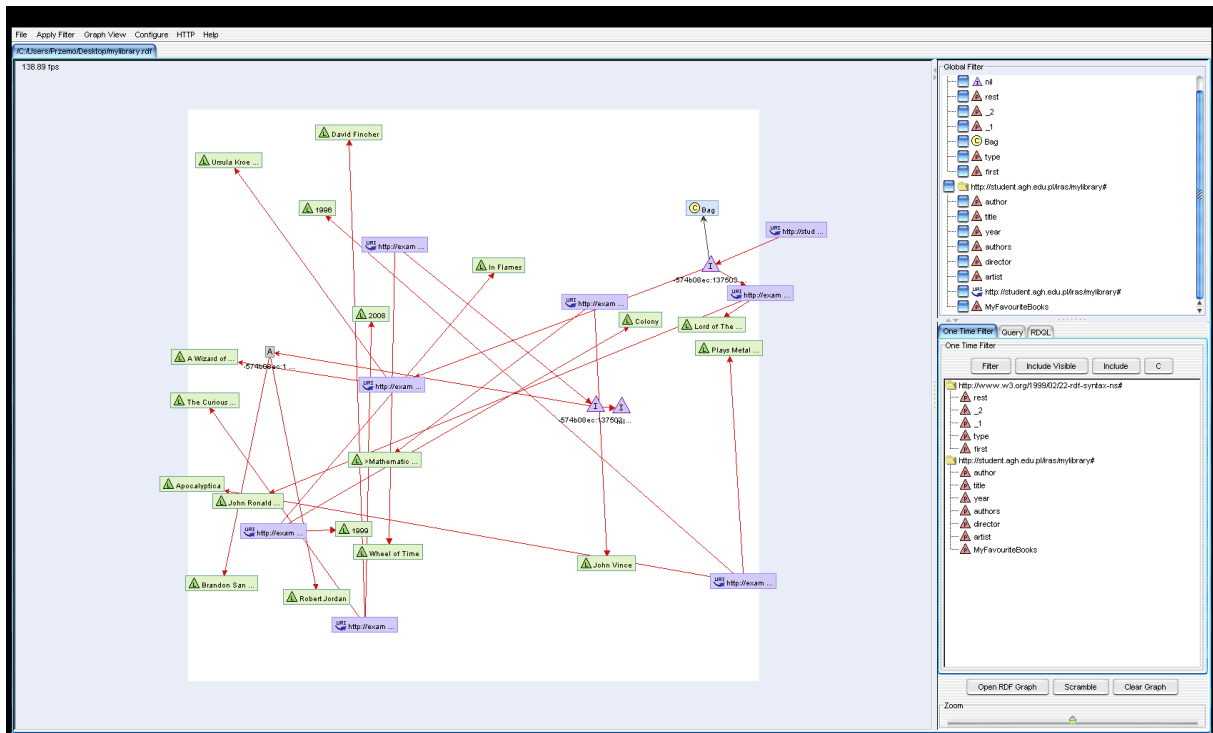 File Apply Filter Graph View Configure HTTP Help
/C:/Users/Przemo/Desktop/mylibrary.rdf
138.89 fps
David Fincher
Ursula Kroe ...
1996
Bag
http://stud ...
http://exam ...
In Flames
I
-574b08ec:137503...
http://exam ...
http://exam ...
2008
Colony
Lord of The ...
A
-574b08ec:1...
A Wizard of ...
Plays Metal ...
http://exam ...
The Curious ...
I
I
-574b08ec:137503...
>Mathematic ...
Apocalyptica
John Ronald ...
http://exam ...
1999
Wheel of Time
John Vince
Brandon San ...
http://exam ...
Robert Jordan
http://exam ...
Global Filter
nil
rest
_2
_1
Bag
type
first
http://student.agh.edu.pl/iras/mylibrary#
author
title
year
authors
director
artist
http://student.agh.edu.pl/iras/mylibrary#
MyFavouriteBooks
One Time Filter Query RDQL
One Time Filter
Filter Include Visible Include C
http://www.w3.org/1999/02/22-rdf-syntax-ns#
rest
_2
_1
type
first
http://student.agh.edu.pl/iras/mylibrary#
author
title
year
authors
director
artist
MyFavouriteBooks
Open RDF Graph Scramble Clear Graph
Zoom